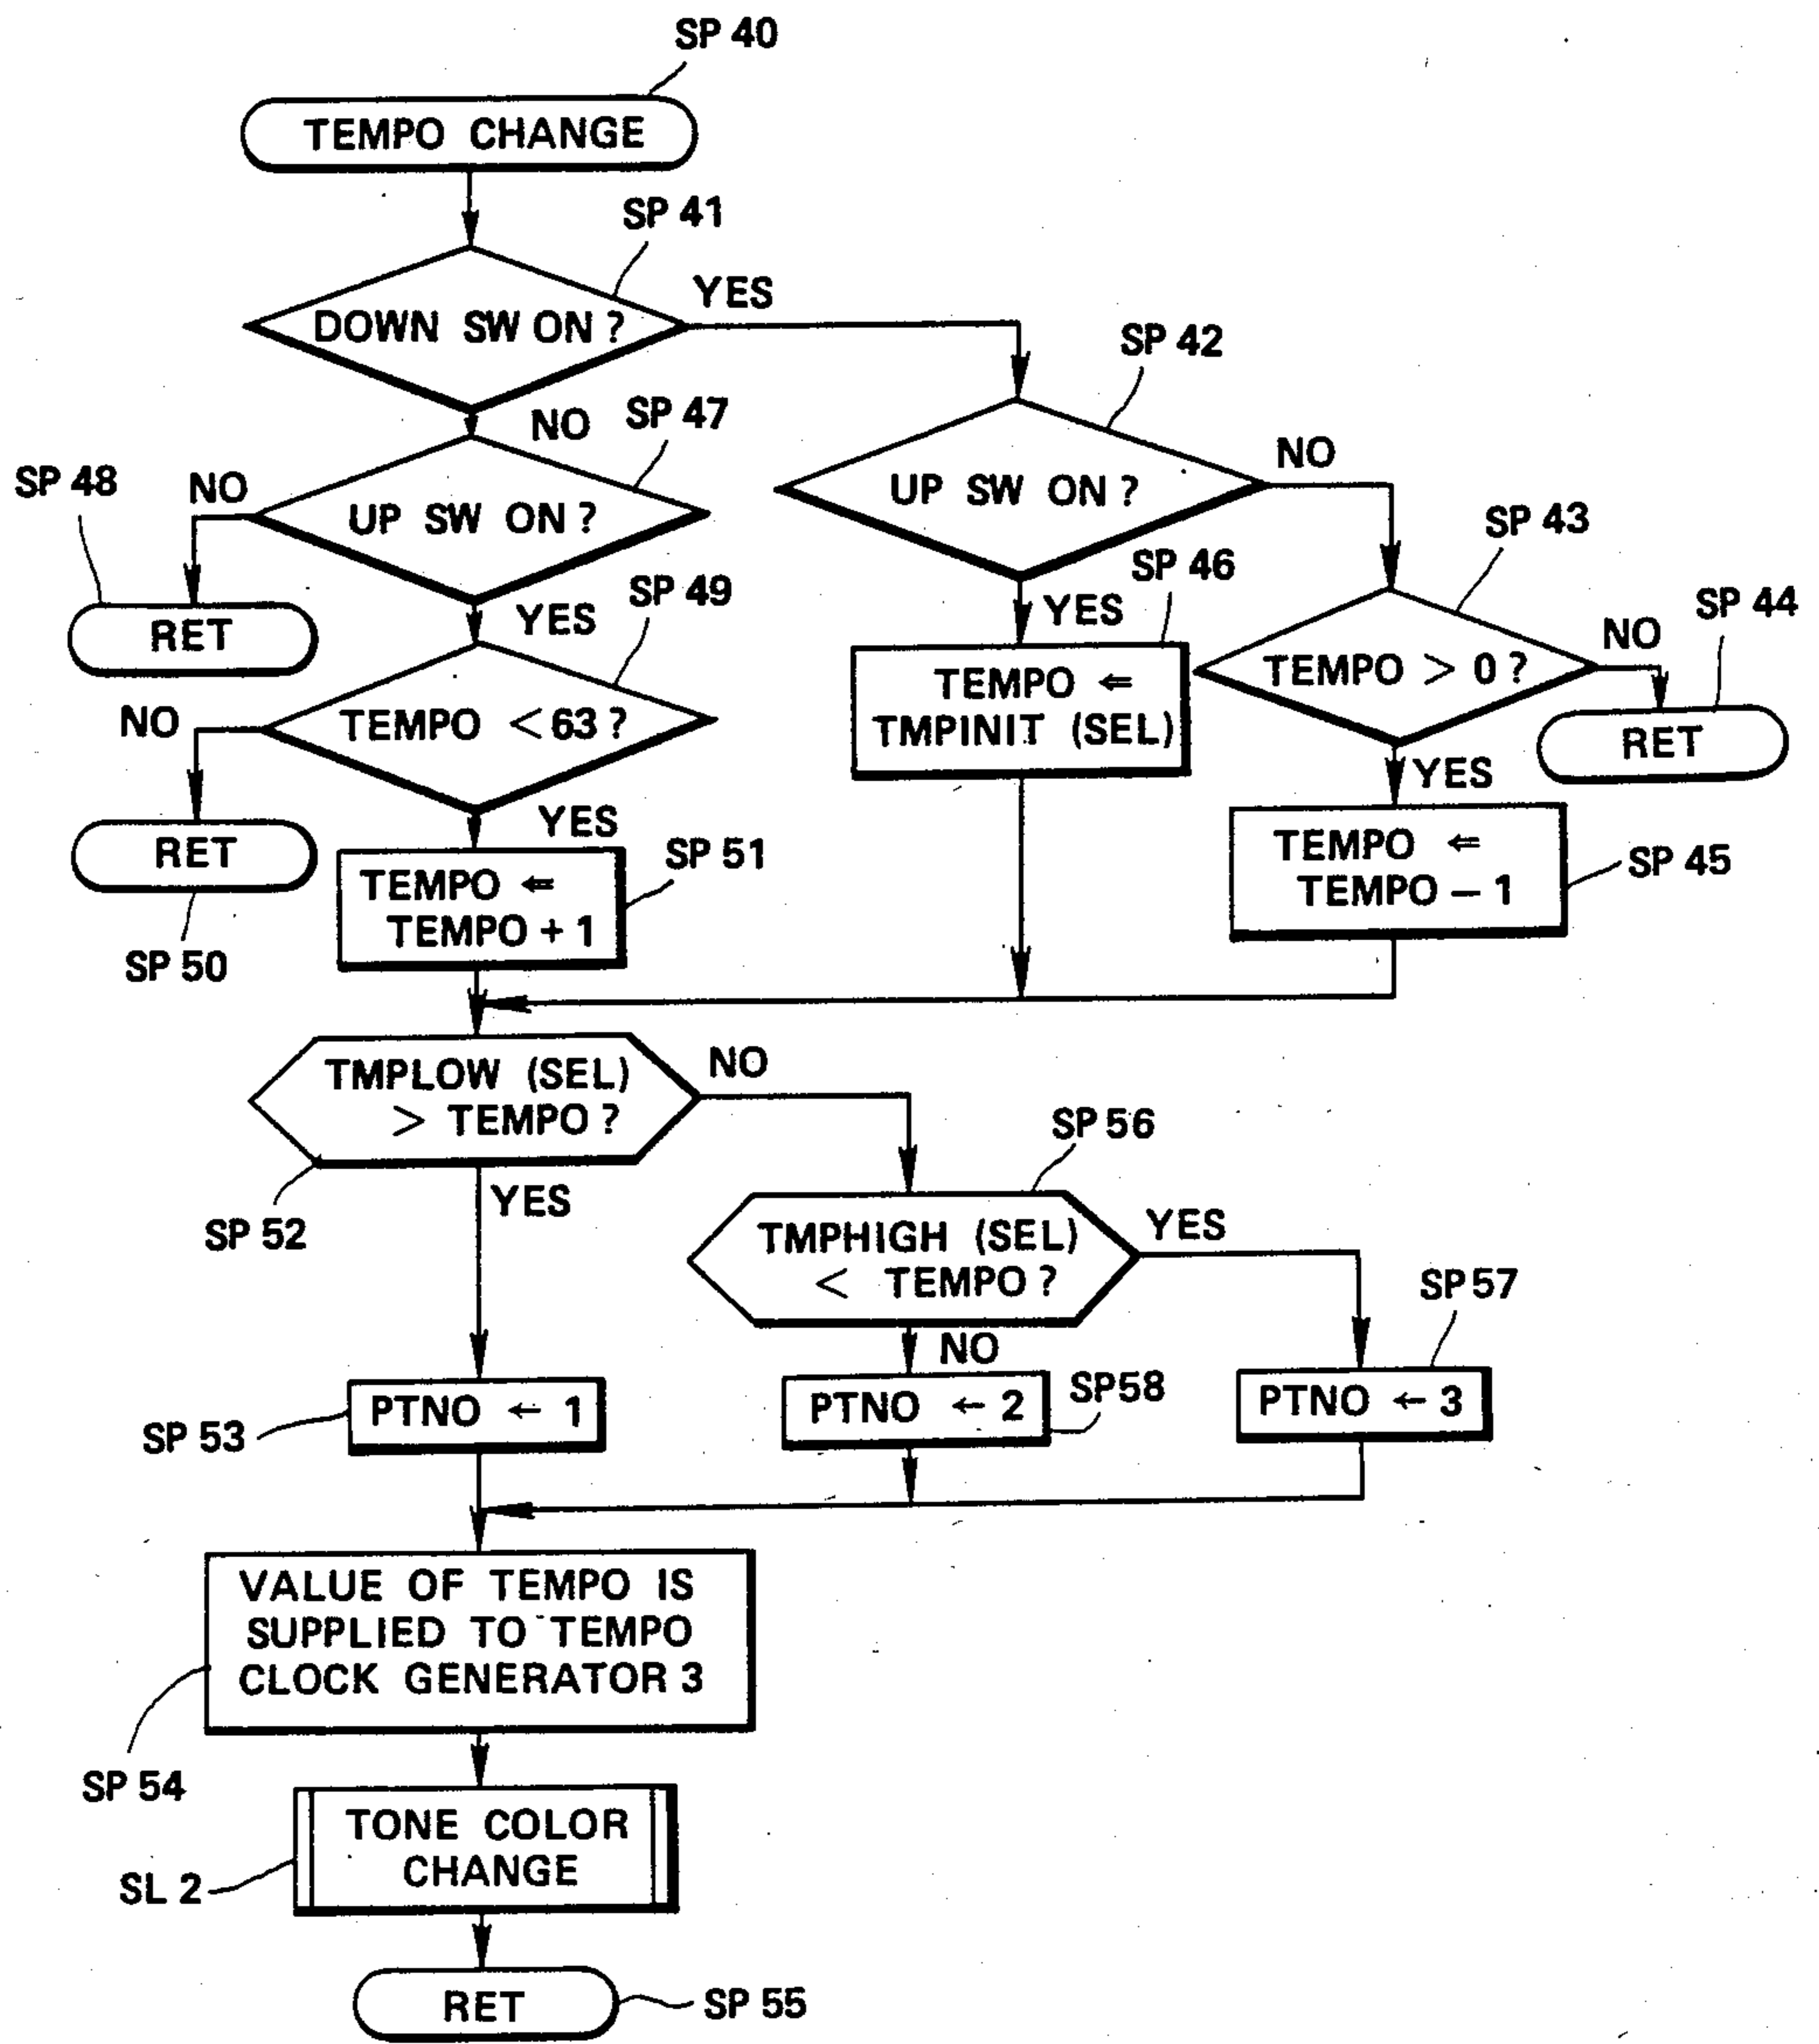 SP 40
TEMPO CHANGE
SP 41
DOWN SW ON ?
YES
NO
SP 42
UP SW ON ?
NO
YES
SP 47
UP SW ON ?
NO
YES
SP 48
RET
SP 43
TEMPO > 0 ?
NO
YES
SP 44
RET
SP 46
TEMPO ⇐
TMPINIT (SEL)
SP 49
TEMPO < 63 ?
NO
YES
RET
SP 50
SP 51
TEMPO ⇐
TEMPO + 1
TEMPO ⇐
TEMPO – 1
SP 45
TMPLOW (SEL)
> TEMPO ?
NO
YES
SP 52
SP 56
TMPHIGH (SEL)
< TEMPO ?
YES
NO
SP 57
PTNO ← 1
SP 53
PTNO ← 2
SP58
PTNO ← 3
VALUE OF TEMPO IS
SUPPLIED TO TEMPO
CLOCK GENERATOR 3
SP 54
TONE COLOR
CHANGE
SL 2
RET
SP 55